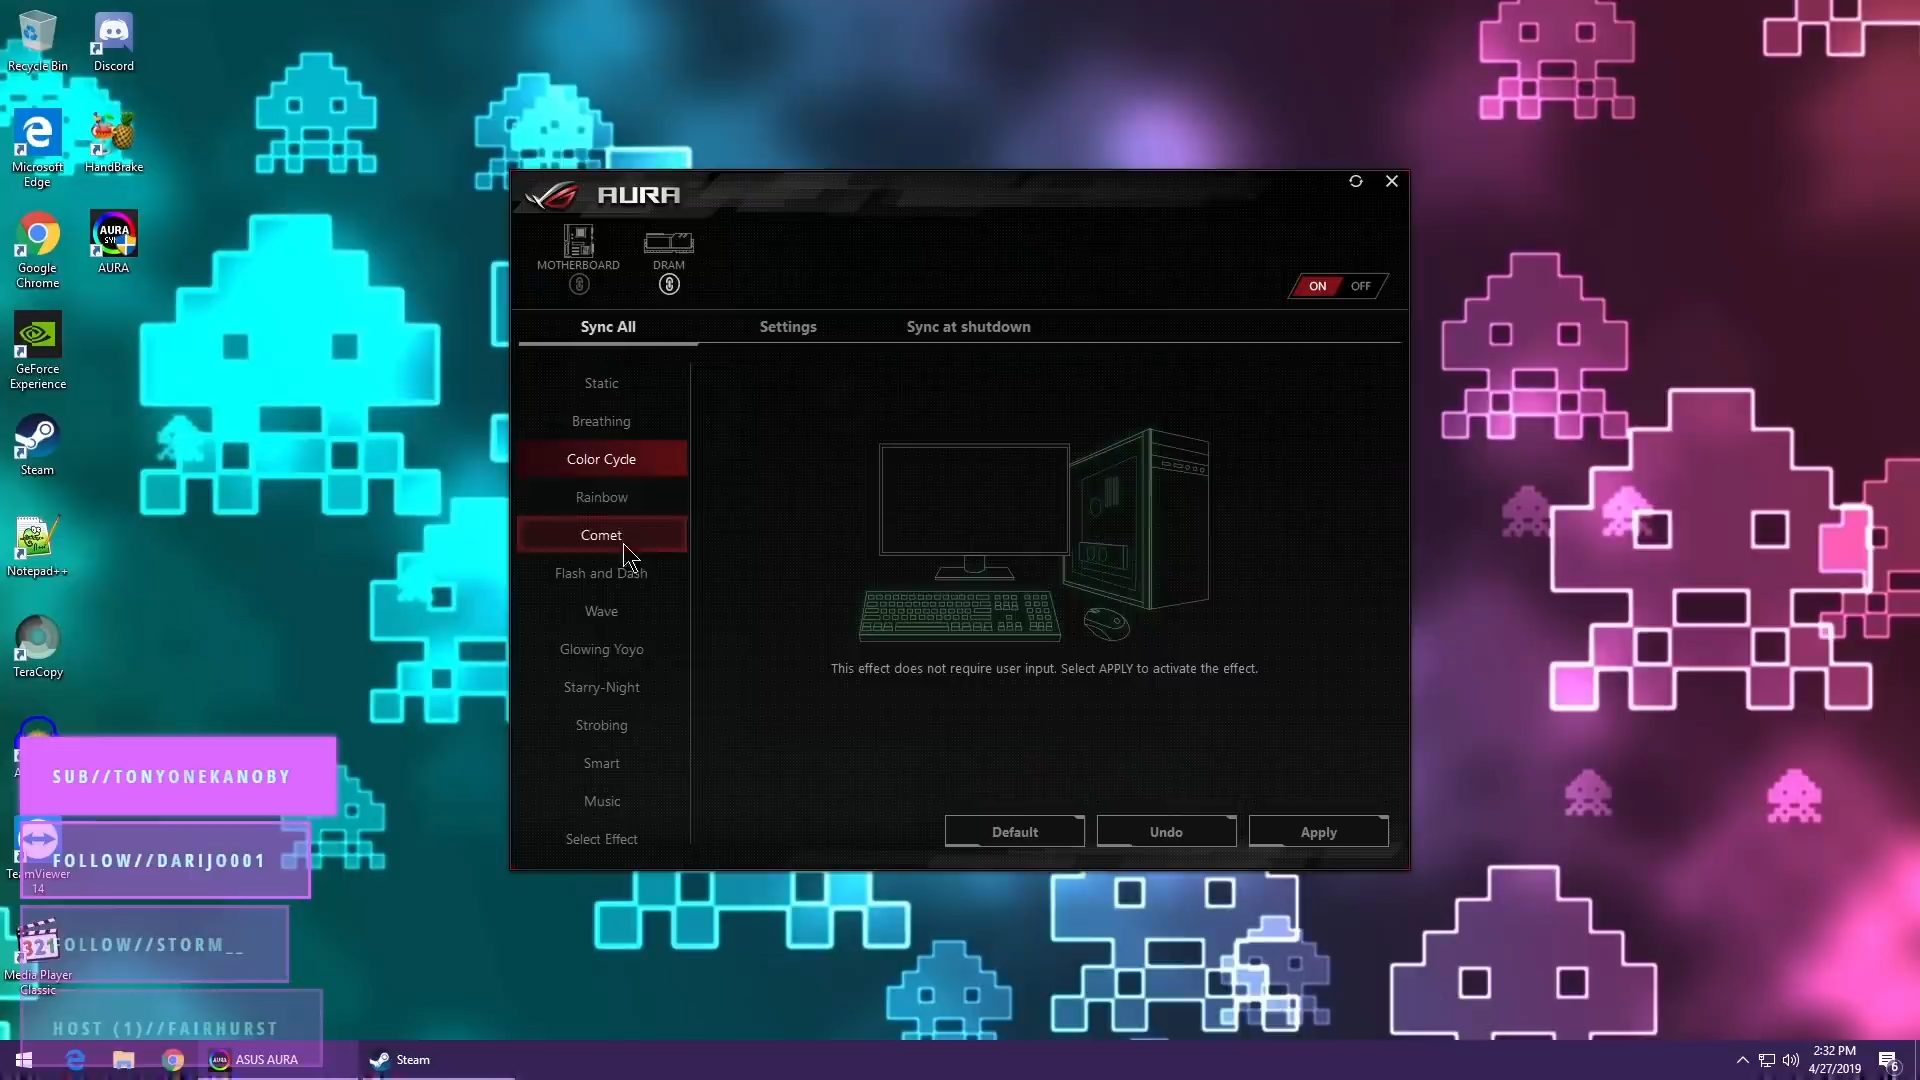 Recycle Bin
Discord
Microsoft
Edge
HandBrake
Google
Chrome
AURA
SYNC
AURA
GeForce
Experience
Steam
Notepad++
TeraCopy
SUB//TONYONEKANOBY
FOLLOW//DARIJO001
TeamViewer
14
FOLLOW//STORM__
321
Media Player
Classic
HOST (1)//FAIRHURST
AURA
MOTHERBOARD
DRAM
ON
OFF
Sync All
Settings
Sync at shutdown
Static
Breathing
Color Cycle
Rainbow
Comet
Flash and Dash
Wave
Glowing Yoyo
Starry-Night
Strobing
Smart
Music
Select Effect
This effect does not require user input. Select APPLY to activate the effect.
Default
Undo
Apply
ASUS AURA
Steam
2:32 PM
4/27/2019
6